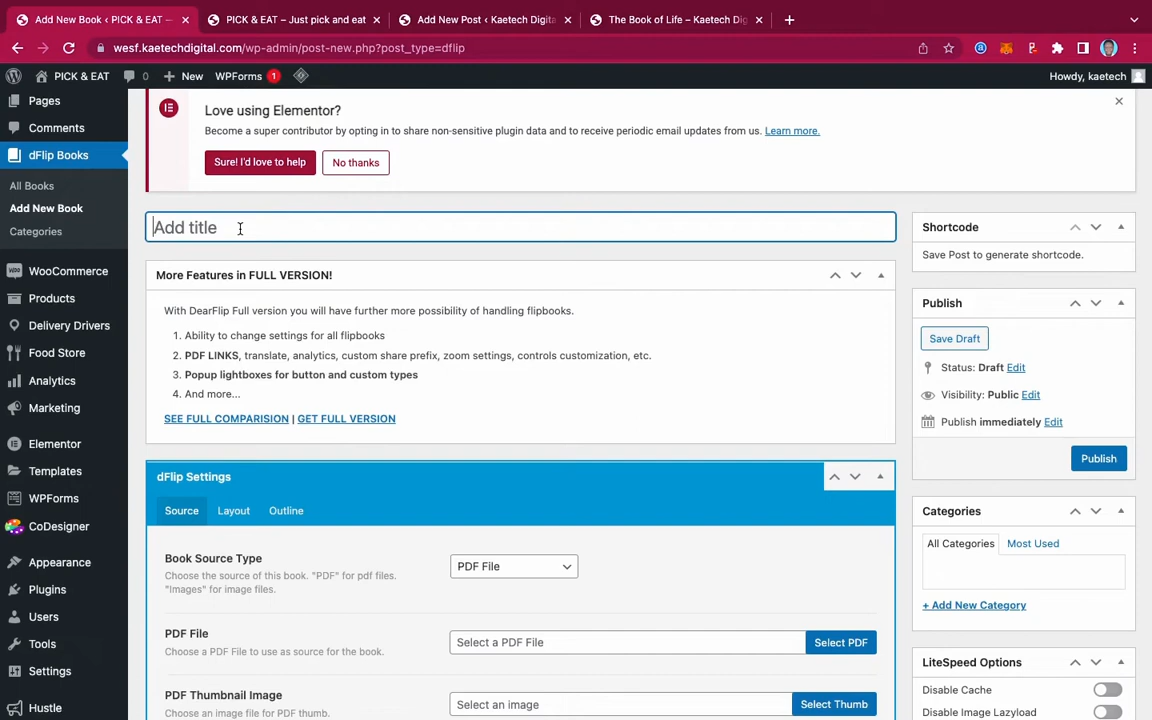 Add New Book ‹ PICK & EAT —
PICK & EAT – Just pick and eat
Add New Post ‹ Kaetech Digita
The Book of Life – Kaetech Dig
wesf.kaetechdigital.com/wp-admin/post-new.php?post_type=dflip
PICK & EAT
0
New
WPForms 1
Howdy, kaetech
Pages
Comments
dFlip Books
All Books
Add New Book
Categories
WooCommerce
Products
Delivery Drivers
Food Store
Analytics
Marketing
Elementor
Templates
WPForms
CoDesigner
Appearance
Plugins
Users
Tools
Settings
Hustle
Love using Elementor?
Become a super contributor by opting in to share non-sensitive plugin data and to receive periodic email updates from us. Learn more.
Sure! I'd love to help
No thanks
Add title
More Features in FULL VERSION!
With DearFlip Full version you will have further more possibility of handling flipbooks.
1. Ability to change settings for all flipbooks
2. PDF LINKS, translate, analytics, custom share prefix, zoom settings, controls customization, etc.
3. Popup lightboxes for button and custom types
4. And more...
SEE FULL COMPARISION | GET FULL VERSION
dFlip Settings
Source
Layout
Outline
Book Source Type
Choose the source of this book. "PDF" for pdf files.
"Images" for image files.
PDF File
PDF File
Choose a PDF File to use as source for the book.
Select a PDF File
Select PDF
PDF Thumbnail Image
Choose an image file for PDF thumb.
Select an image
Select Thumb
Shortcode
Save Post to generate shortcode.
Publish
Save Draft
Status: Draft Edit
Visibility: Public Edit
Publish immediately Edit
Publish
Categories
All Categories
Most Used
+ Add New Category
LiteSpeed Options
Disable Cache
Disable Image Lazyload